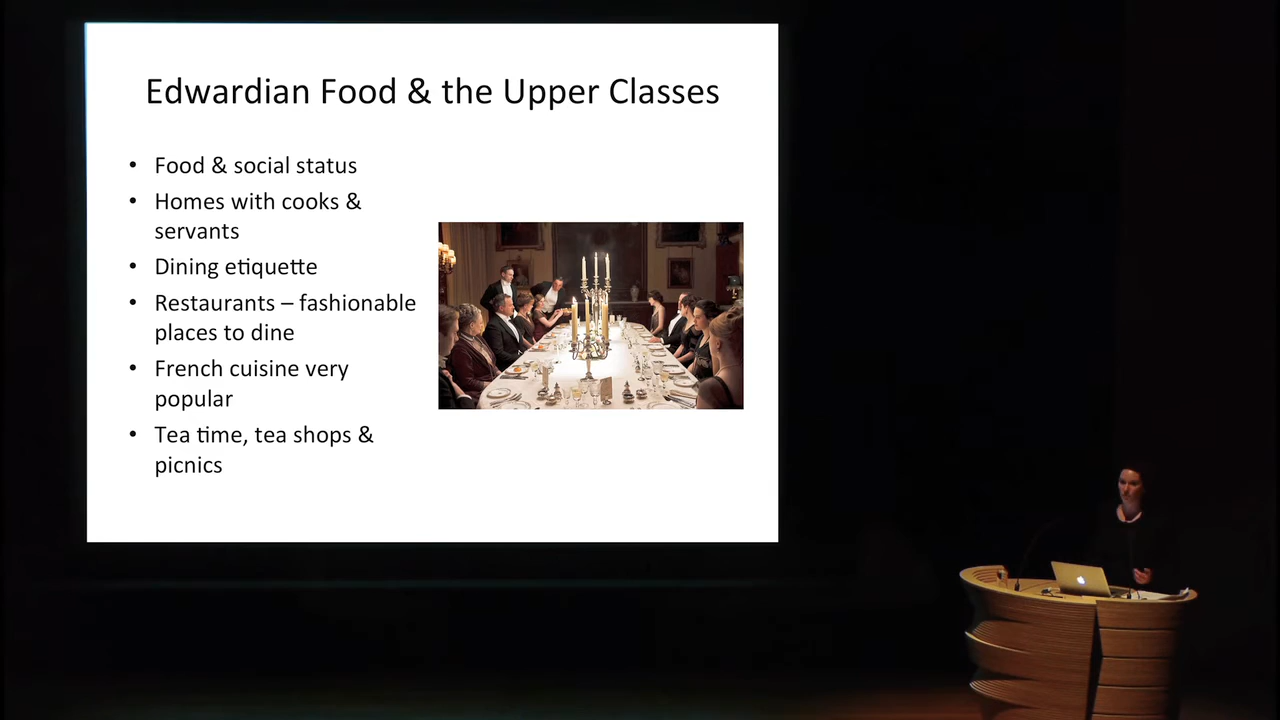 Edwardian Food & the Upper Classes
• Food & social status
• Homes with cooks &
servants
• Dining etiquette
• Restaurants – fashionable
places to dine
• French cuisine very
popular
• Tea time, tea shops &
picnics